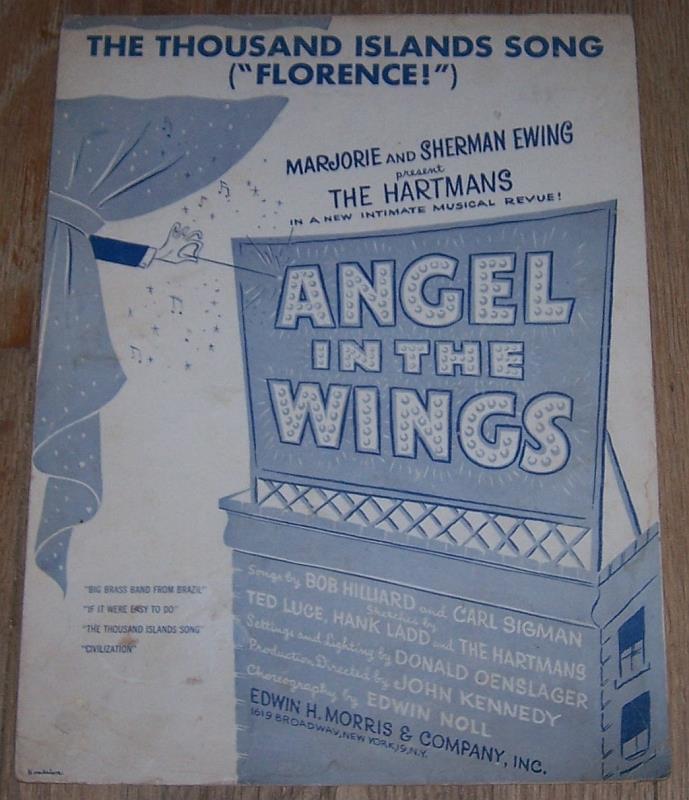 THE THOUSAND ISLANDS SONG
("FLORENCE!")
MARJORIE AND SHERMAN EWING
present
THE HARTMANS
IN A NEW INTIMATE MUSICAL REVUE!
ANGEL
IN THE
WINGS
"BIG BRASS BAND FROM BRAZIL"
"IF IT WERE EASY TO DO"
"THE THOUSAND ISLANDS SONG"
"CIVILIZATION"
Songs by BOB HILLIARD and CARL SIGMAN
Sketches by
TED LUCE, HANK LADD and THE HARTMANS
Settings and Lighting by DONALD OENSLAGER
Production Directed by JOHN KENNEDY
Choreography by EDWIN NOLL
EDWIN H. MORRIS & COMPANY, INC.
1619 BROADWAY, NEW YORK, 19, N.Y.